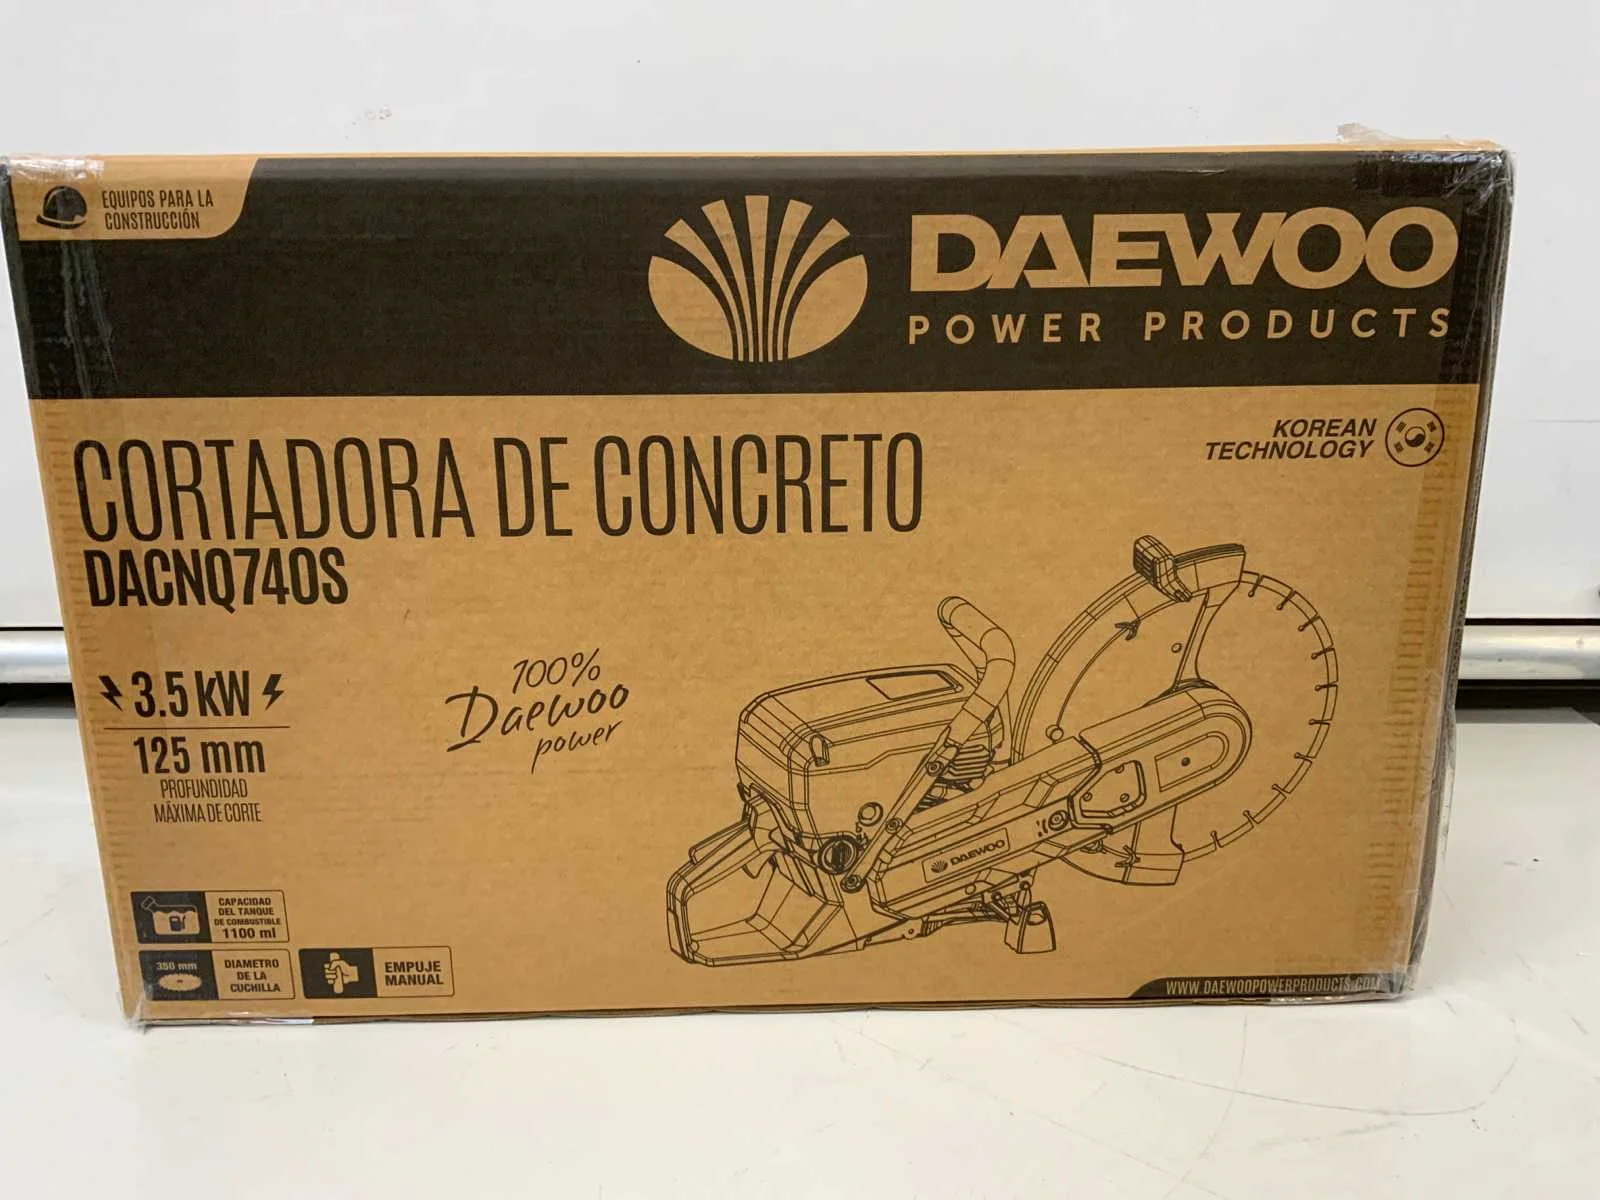 EQUIPOS PARA LA
CONSTRUCCIÓN
DAEWOO
POWER PRODUCTS
KOREAN
TECHNOLOGY
CORTADORA DE CONCRETO
DACNQ740S
3.5 kW
125 mm
PROFUNDIDAD
MÁXIMA DE CORTE
100%
Daewoo
power
DAEWOO
CAPACIDAD
DEL TANQUE
DE COMBUSTIBLE
1100 ml
350 mm
DIAMETRO
DE LA
CUCHILLA
EMPUJE
MANUAL
WWW.DAEWOOPOWERPRODUCTS.COM